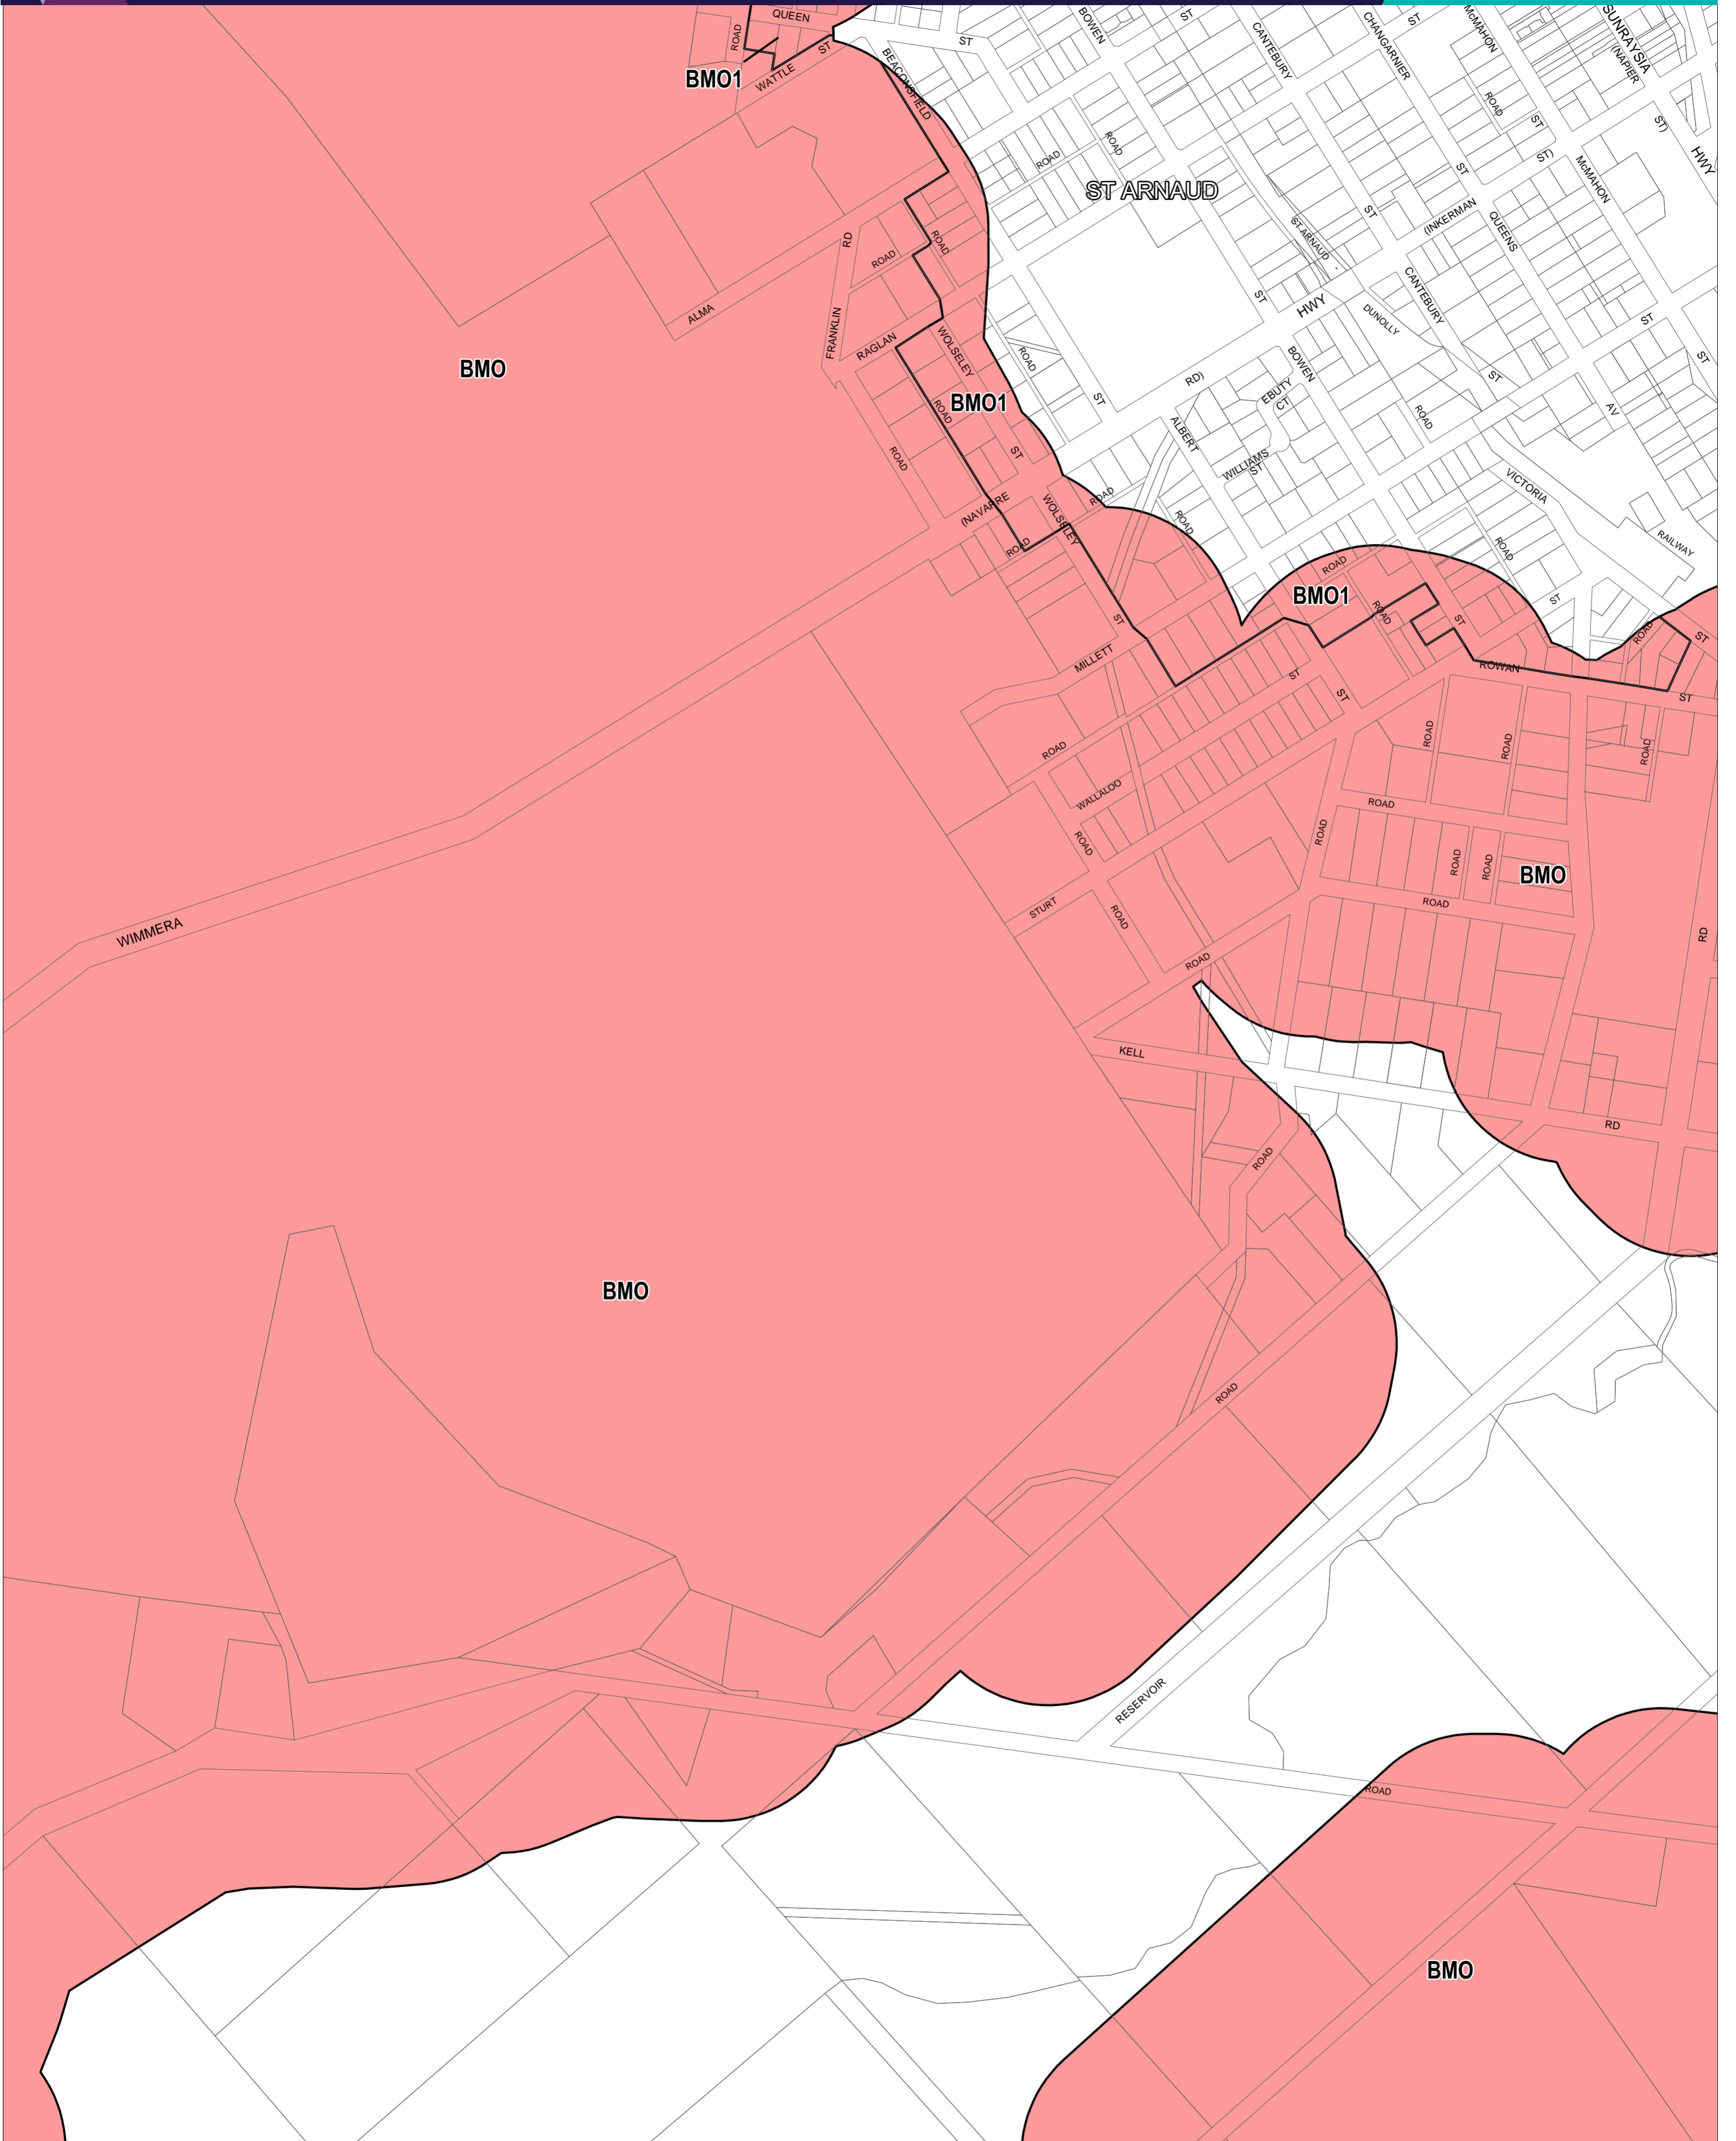 QUEEN
ROAD
BMO1
WATTLE
ST
BEACONSFIELD
ST
BOWEN
ST
CANTEBURY
CHANGARNIER
ST
McMAHON
SUNRAYSIA
(NAPIER
ST)
HWY
ROAD
ST
ROAD
ROAD
ST)
McMAHON
ST
ST ARNAUD
ST
(INKERMAN
QUEENS
ST ARNAUD
RD
ROAD
ROAD
ALMA
FRANKLIN
RAGLAN
WOLSELEY
ST
HWY
CANTEBURY
DUNOLLY
ST
ST
BMO
ROAD
BMO1
ROAD
ST
RD)
BOWEN
EBUTY
CT
ST
AV
ROAD
ALBERT
ROAD
ST
WILLIAMS
ST
VICTORIA
(NAVARRE
WOLSELEY
ROAD
ROAD
ROAD
ROAD
RAILWAY
ROAD
BMO1
ROAD
ST
ST
ST
ROAD
ST
MILLETT
ROWAN
ST
ST
ST
ROAD
ROAD
ROAD
ROAD
WALLALOO
ROAD
ROAD
ROAD
ROAD
ROAD
BMO
STURT
ROAD
ROAD
WIMMERA
RD
ROAD
KELL
RD
ROAD
BMO
ROAD
RESERVOIR
ROAD
BMO